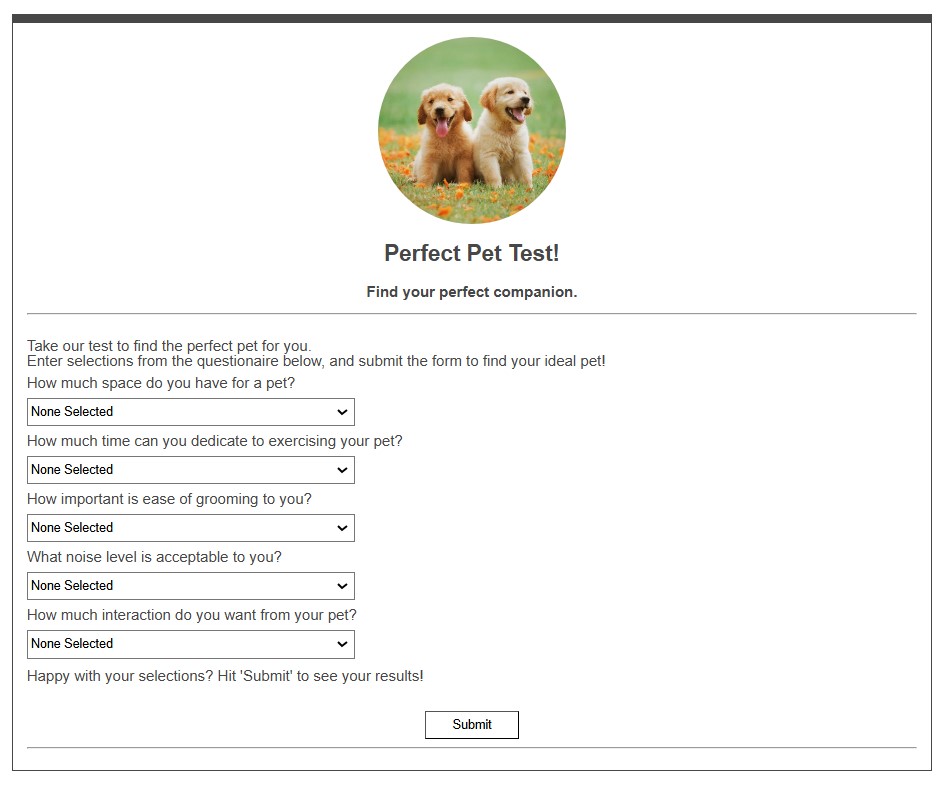 Perfect Pet Test!
Find your perfect companion.
Take our test to find the perfect pet for you.
Enter selections from the questionaire below, and submit the form to find your ideal pet!
How much space do you have for a pet?
None Selected
How much time can you dedicate to exercising your pet?
None Selected
How important is ease of grooming to you?
None Selected
What noise level is acceptable to you?
None Selected
How much interaction do you want from your pet?
None Selected
Happy with your selections? Hit 'Submit' to see your results!
Submit